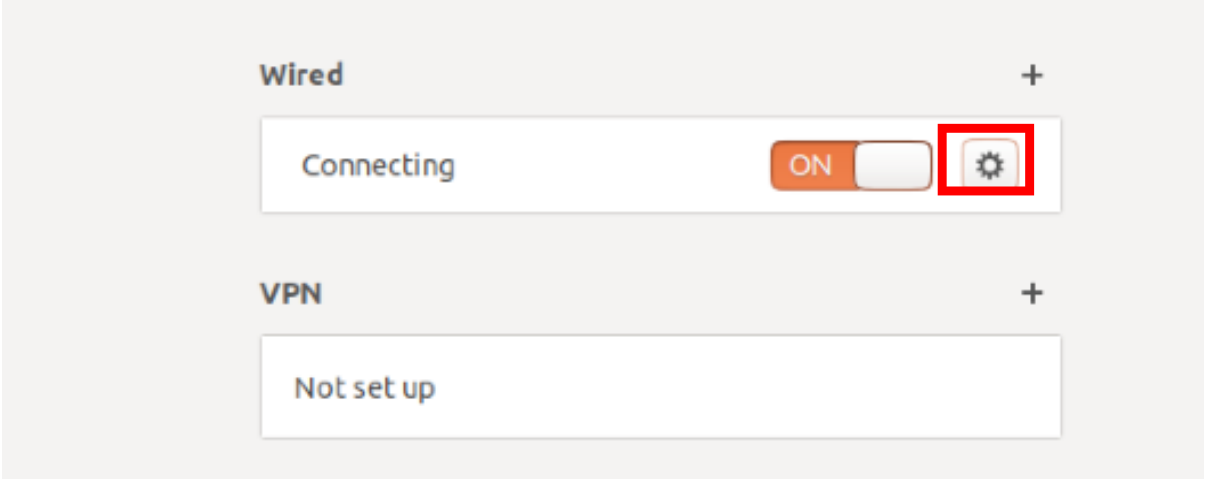 Wired +
Connecting ON
VPN +
Not set up